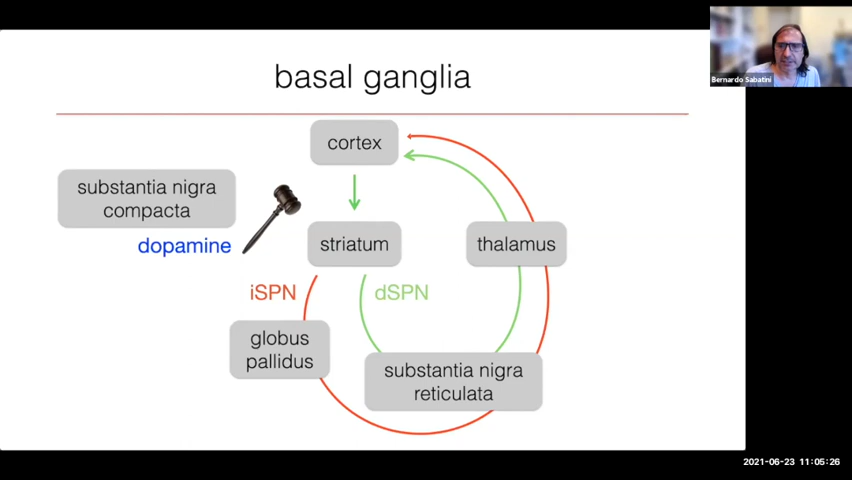 basal ganglia
Bernardo Sabatini
cortex
substantia nigra
compacta
dopamine
striatum
thalamus
iSPN
dSPN
globus
pallidus
substantia nigra
reticulata
2021-06-23 11:05:26